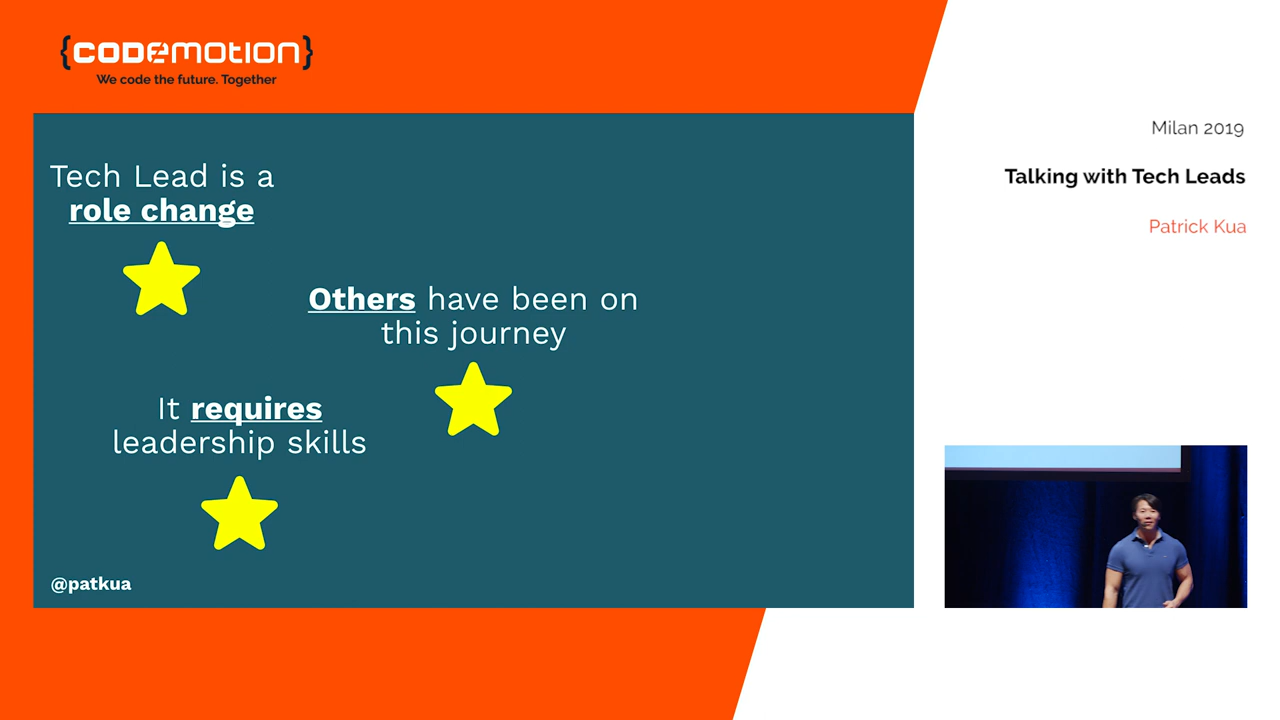 {CODEMOTION}
We code the future. Together
Milan 2019
Talking with Tech Leads
Patrick Kua
Tech Lead is a
role change
Others have been on
this journey
It requires
leadership skills
@patkua